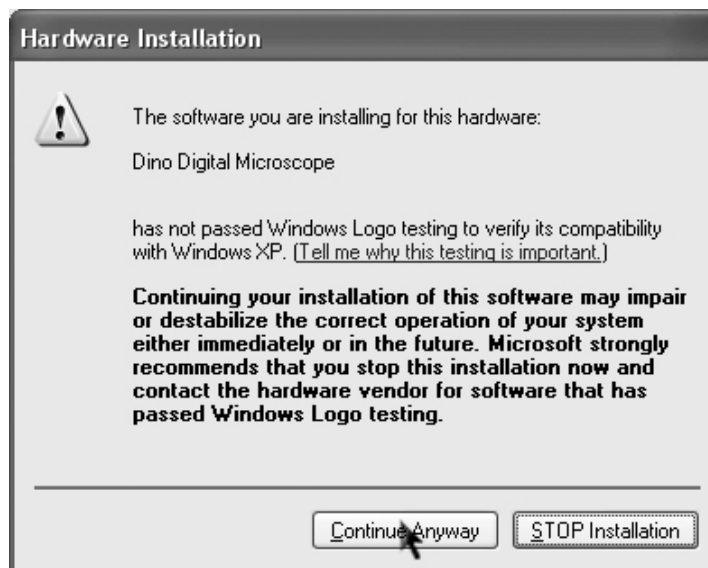 Hardware Installation
The software you are installing for this hardware:
Dino Digital Microscope
has not passed Windows Logo testing to verify its compatibility
with Windows XP. (Tell me why this testing is important.)
Continuing your installation of this software may impair
or destabilize the correct operation of your system
either immediately or in the future. Microsoft strongly
recommends that you stop this installation now and
contact the hardware vendor for software that has
passed Windows Logo testing.
Continue Anyway STOP Installation